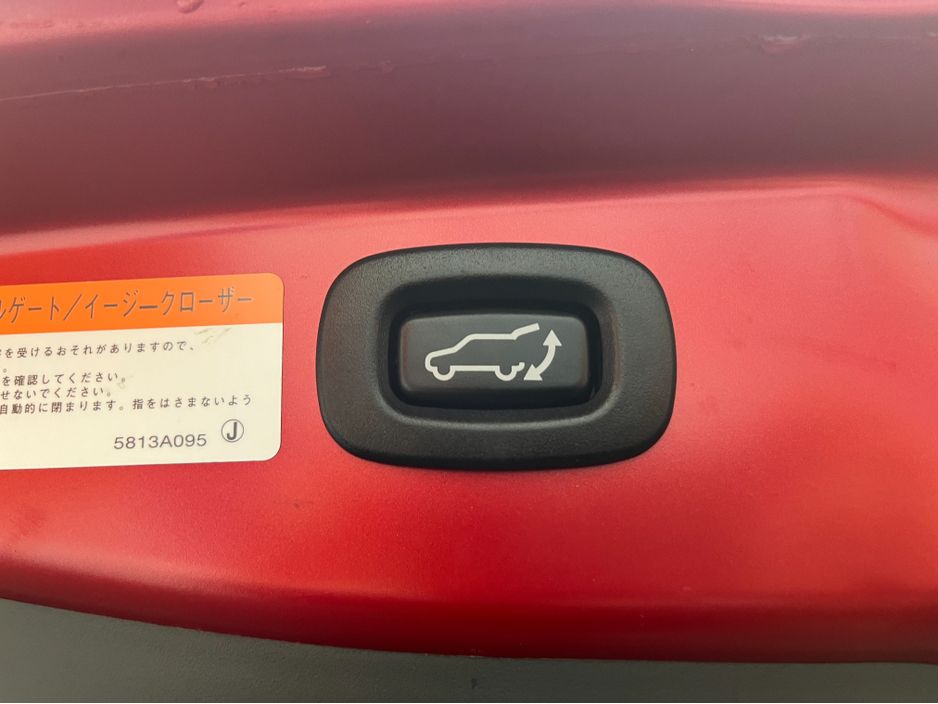 ルゲート／イージークローザー
を受けるおそれがありますので、
。
を確認してください。
せないでください。
自動的に閉まります。指をはさまないよう
5813A095 J